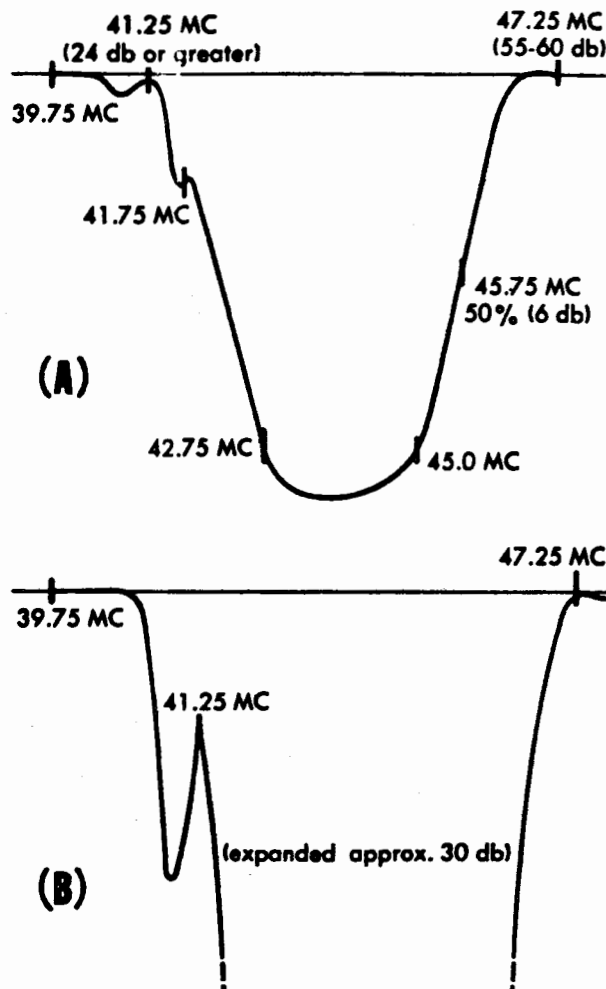 41.25 MC
(24 db or greater)
47.25 MC
(55-60 db)
39.75 MC
41.75 MC
45.75 MC
50% (6 db)
(A)
42.75 MC
45.0 MC
47.25 MC
39.75 MC
41.25 MC
(expanded approx. 30 db)
(B)